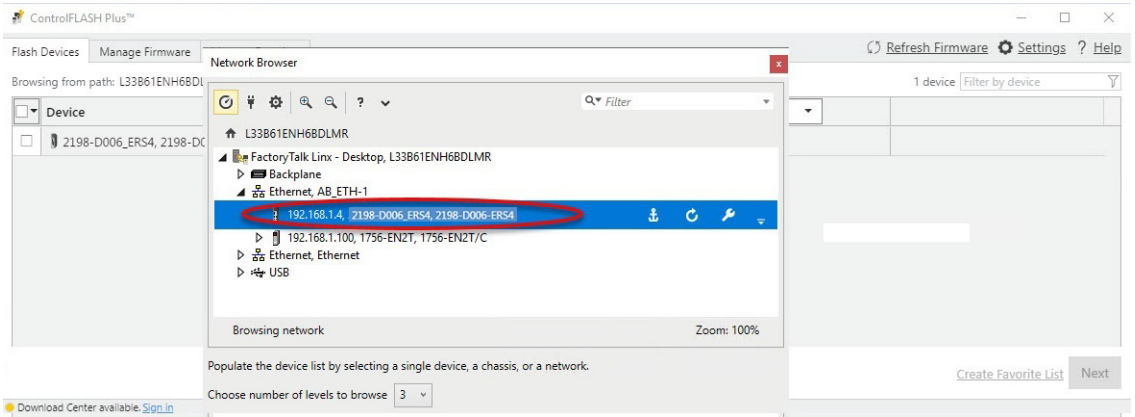 ControlFLASH Plus™
Flash Devices Manage Firmware
Refresh Firmware Settings ? Help
Browsing from path: L33B61ENH6BDL
1 device Filter by device
Device
2198-D006_ERS4, 2198-D0
Network Browser
x
? Filter
L33B61ENH6BDLMR
FactoryTalk Linx - Desktop, L33B61ENH6BDLMR
Backplane
Ethernet, AB_ETH-1
192.168.1.4, 2198-D006_ERS4, 2198-D006-ERS4
192.168.1.100, 1756-EN2T, 1756-EN2T/C
Ethernet, Ethernet
USB
Browsing network Zoom: 100%
Populate the device list by selecting a single device, a chassis, or a network.
Choose number of levels to browse 3
Create Favorite List Next
Download Center available. Sign in